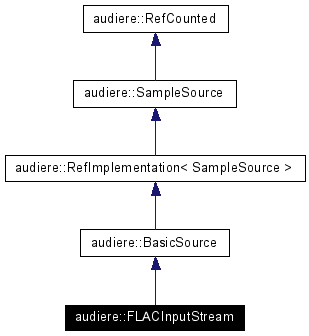 audiere::RefCounted
audiere::SampleSource
audiere::RefImplementation< SampleSource >
audiere::BasicSource
audiere::FLACInputStream